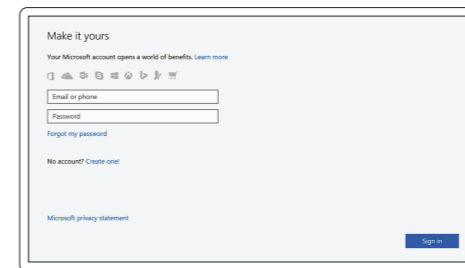 Make it yours
Your Microsoft account opens a world of benefits. Learn more
Email or phone
Password
Forgot my password
No account? Create one!
Microsoft privacy statement
Sign in